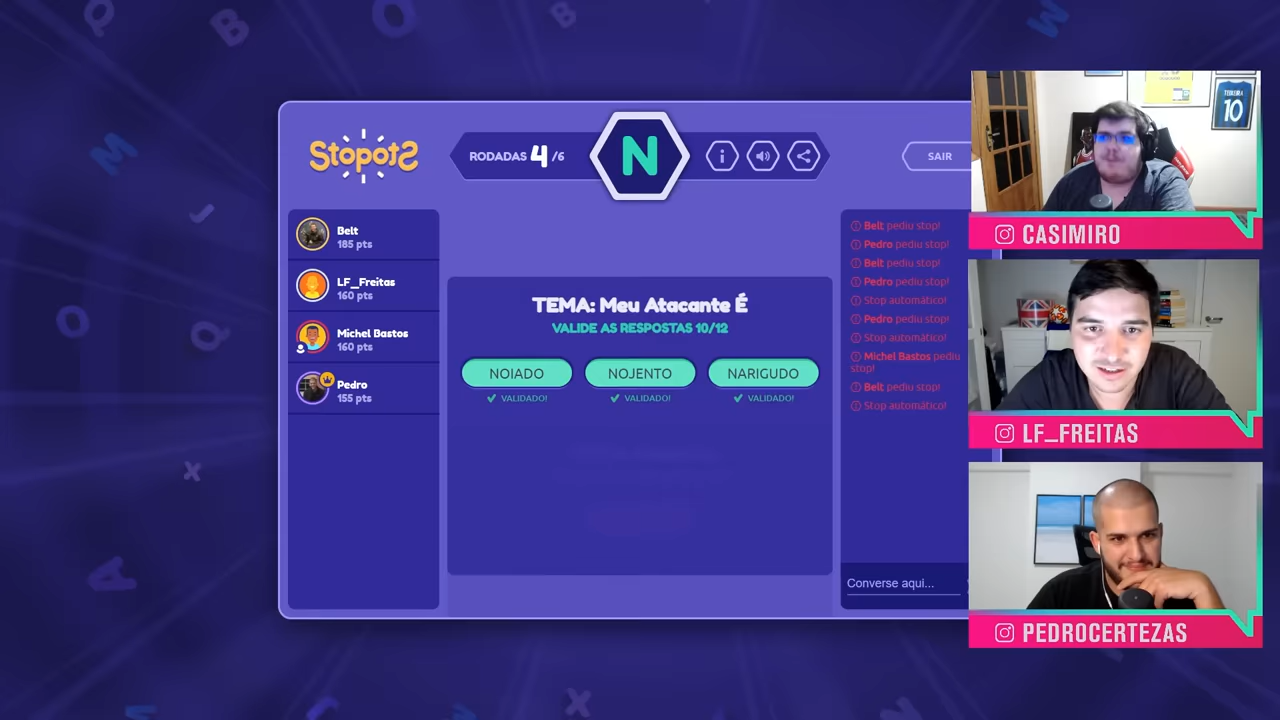 StopotS
RODADAS 4 /6
N
SAIR
Belt
185 pts
LF_Freitas
160 pts
Michel Bastos
160 pts
Pedro
155 pts
TEMA: Meu Atacante É
VALIDE AS RESPOSTAS 10/12
NOIADO
NOJENTO
NARIGUDO
VALIDADO!
VALIDADO!
VALIDADO!
Belt pediu stop!
Pedro pediu stop!
Belt pediu stop!
Pedro pediu stop!
Stop automático!
Pedro pediu stop!
Stop automático!
Michel Bastos pediu
stop!
Belt pediu stop!
Stop automático!
Converse aqui...
TEIXEIRA
10
CASIMIRO
LF_FREITAS
PEDROCERTEZAS